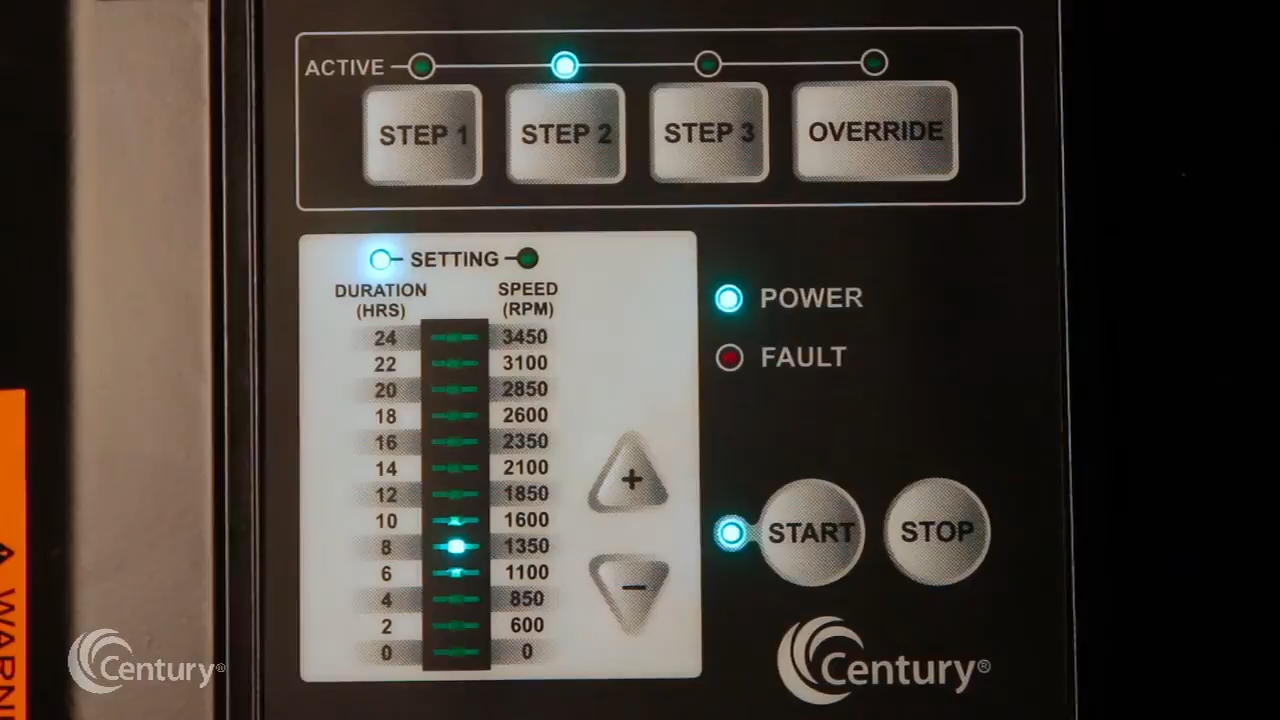 ACTIVE
STEP 1 STEP 2 STEP 3 OVERRIDE
SETTING
DURATION (HRS) SPEED (RPM)
24 3450
22 3100
20 2850
18 2600
16 2350
14 2100
12 1850
10 1600
8 1350
6 1100
4 850
2 600
0 0
+
−
POWER
FAULT
START STOP
Century®
Century®